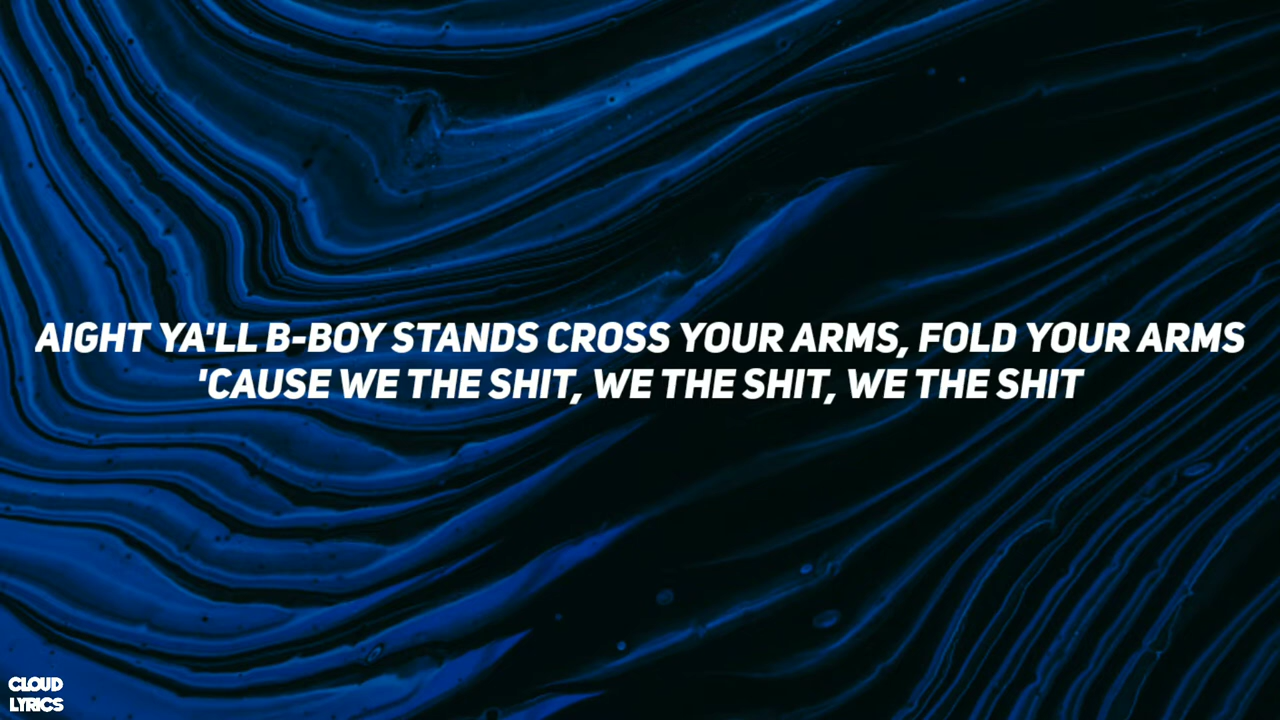 AIGHT YA'LL B-BOY STANDS CROSS YOUR ARMS, FOLD YOUR ARMS
'CAUSE WE THE SHIT, WE THE SHIT, WE THE SHIT
CLOUD
LYRICS